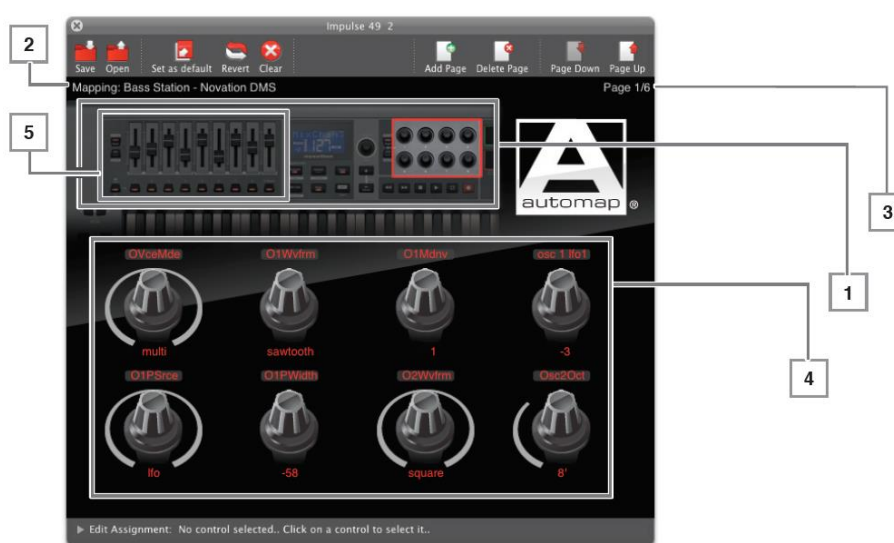 Impulse 49 2
Save Open Set as default Revert Clear Add Page Delete Page Page Down Page Up
Mapping: Bass Station - Novation DMS Page 1/6
2
5
automap ®
3
1
4
OVceMde O1Wvfrm O1Mdnv osc 1 lfo1
multi sawtooth 1 -3
O1PSrce O1PWidth O2Wvfrm Osc2Oct
lfo -58 square 8'
Edit Assignment: No control selected.. Click on a control to select it..